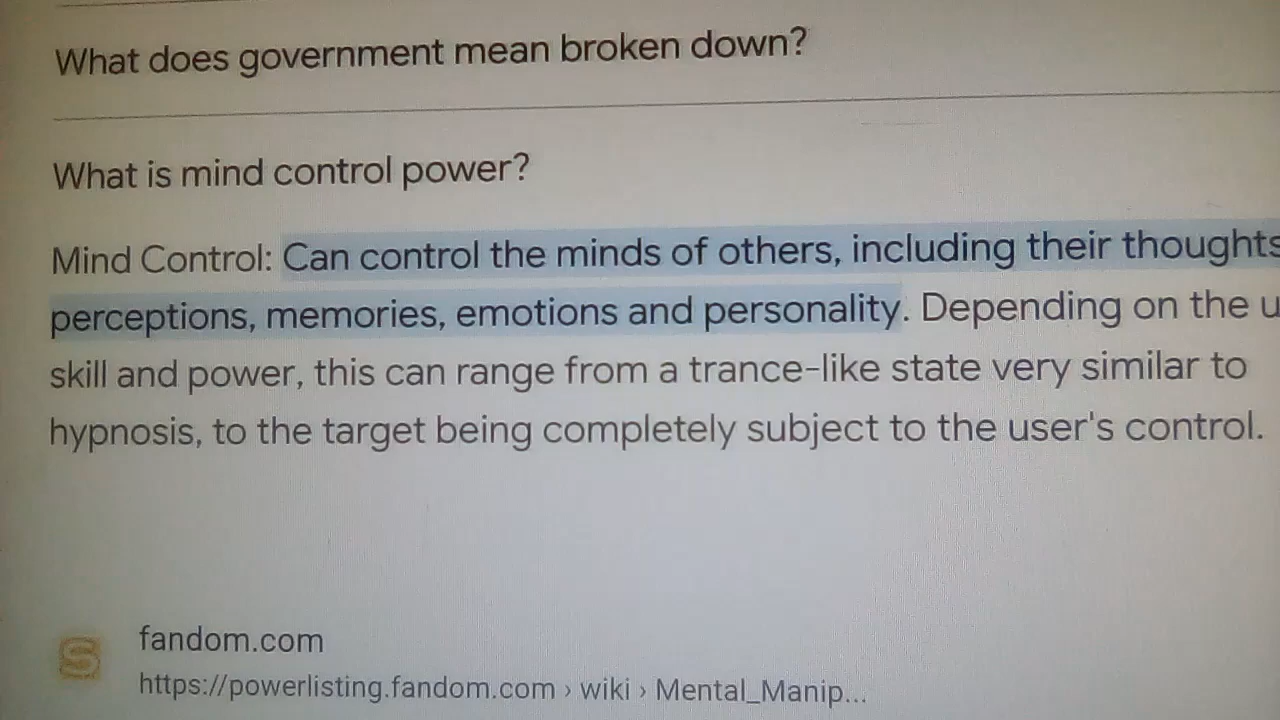 What does government mean broken down?
What is mind control power?
Mind Control: Can control the minds of others, including their thoughts
perceptions, memories, emotions and personality. Depending on the u
skill and power, this can range from a trance-like state very similar to
hypnosis, to the target being completely subject to the user's control.
S
fandom.com
https://powerlisting.fandom.com › wiki › Mental_Manip...